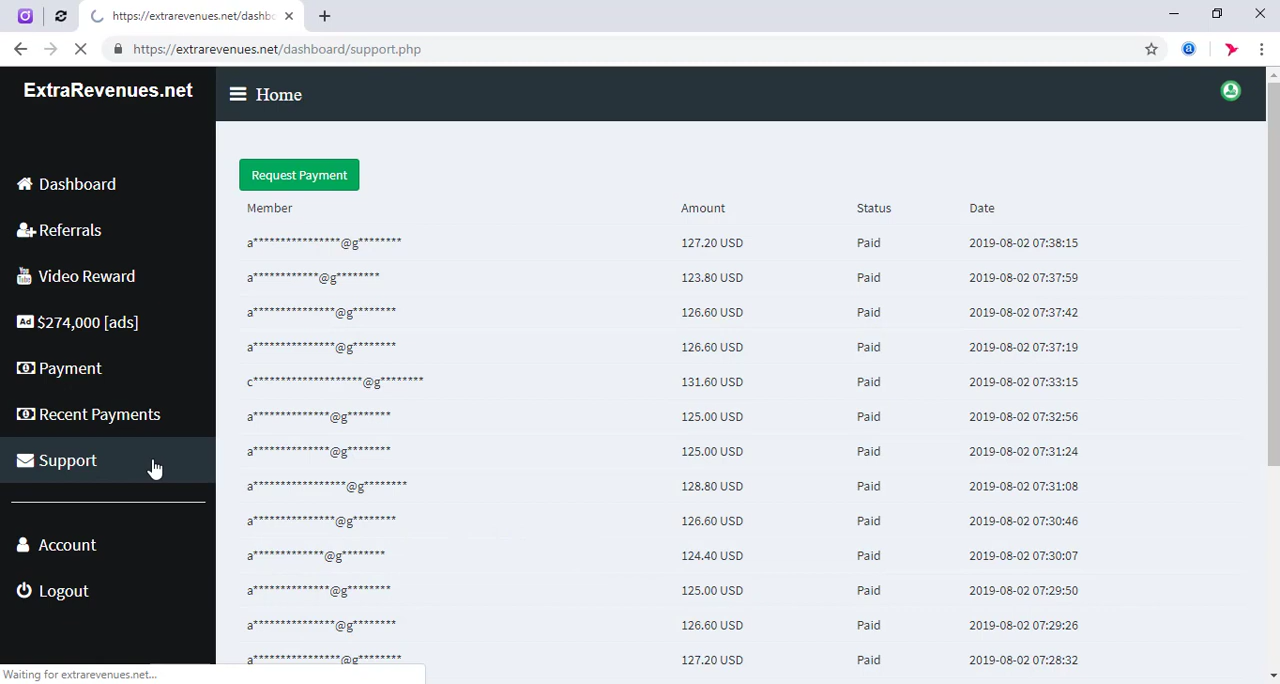 https://extrarevenues.net/dashbo
https://extrarevenues.net/dashboard/support.php
ExtraRevenues.net
Home
Dashboard
Referrals
Video Reward
Ad $274,000 [ads]
Payment
Recent Payments
Support
Account
Logout
Request Payment
Member Amount Status Date
a****************@g******** 127.20 USD Paid 2019-08-02 07:38:15
a************@g******** 123.80 USD Paid 2019-08-02 07:37:59
a***************@g******** 126.60 USD Paid 2019-08-02 07:37:42
a***************@g******** 126.60 USD Paid 2019-08-02 07:37:19
c********************@g******** 131.60 USD Paid 2019-08-02 07:33:15
a**************@g******** 125.00 USD Paid 2019-08-02 07:32:56
a**************@g******** 125.00 USD Paid 2019-08-02 07:31:24
a*****************@g******** 128.80 USD Paid 2019-08-02 07:31:08
a***************@g******** 126.60 USD Paid 2019-08-02 07:30:46
a*************@g******** 124.40 USD Paid 2019-08-02 07:30:07
a**************@g******** 125.00 USD Paid 2019-08-02 07:29:50
a***************@g******** 126.60 USD Paid 2019-08-02 07:29:26
a****************@g******** 127.20 USD Paid 2019-08-02 07:28:32
Waiting for extrarevenues.net...